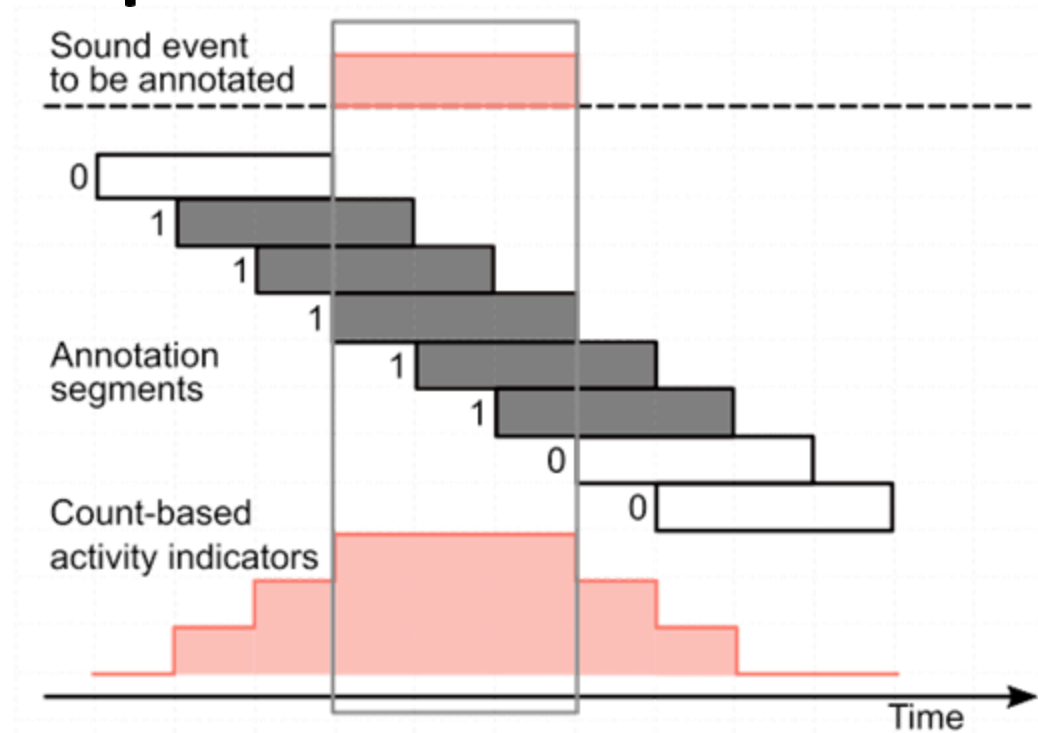 Sound event
to be annotated
0
1
1
1
Annotation
segments
1
1
0
0
Count-based
activity indicators
Time